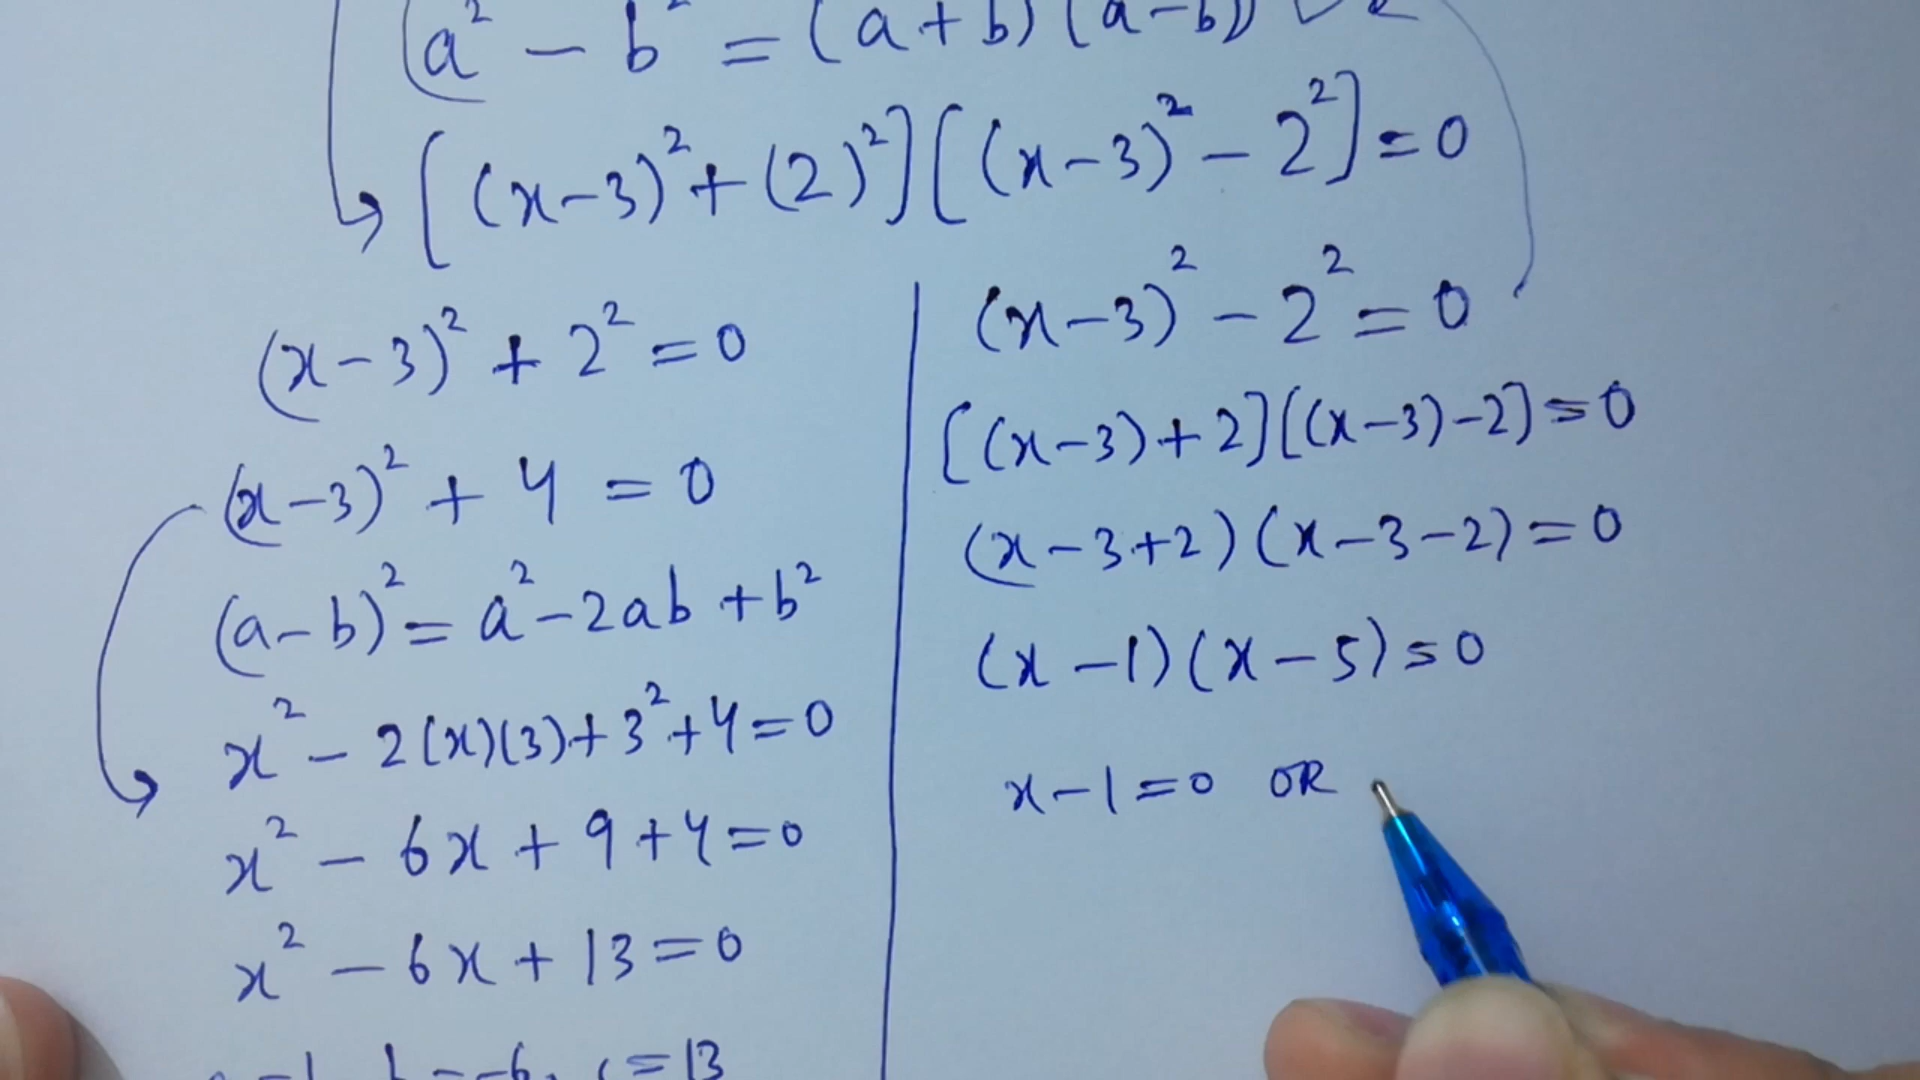 (a² - b² = (a+b)(a-b))
[(x-3)²+(2)²][(x-3)²-2²]=0
(x-3)² + 2² = 0
(x-3)² + 4 = 0
(a-b)² = a²-2ab+b²
x² - 2(x)(3)+3²+4=0
x² - 6x + 9+4=0
x² - 6x + 13=0
c=13
(x-3)² - 2² = 0
[(x-3)+2][(x-3)-2]=0
(x-3+2)(x-3-2)=0
(x-1)(x-5)=0
x-1=0 OR